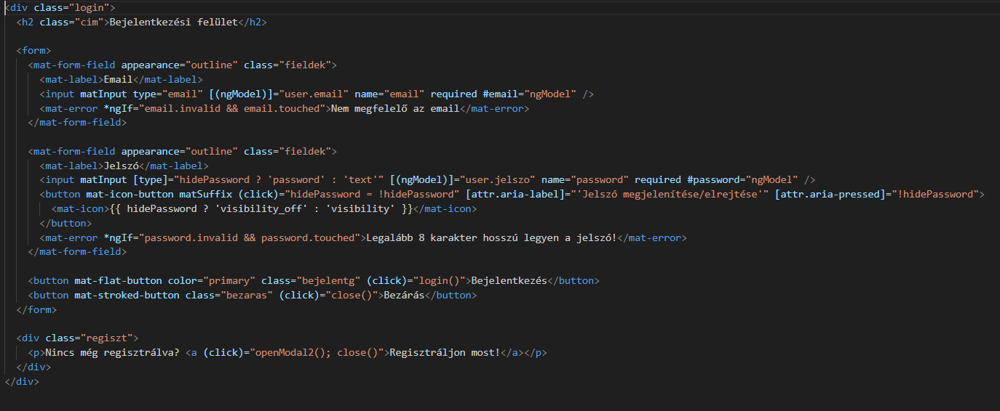 <div class="login">
<h2 class="cim">Bejelentkezési felület</h2>
<form>
<mat-form-field appearance="outline" class="fieldek">
<mat-label>Email</mat-label>
<input matInput type="email" [(ngModel)]="user.email" name="email" required #email="ngModel" />
<mat-error *ngIf="email.invalid && email.touched">Nem megfelelő az email</mat-error>
</mat-form-field>
<mat-form-field appearance="outline" class="fieldek">
<mat-label>Jelszó</mat-label>
<input matInput [type]="hidePassword ? 'password' : 'text'" [(ngModel)]="user.jelszo" name="password" required #password="ngModel" />
<button mat-icon-button matSuffix (click)="hidePassword = !hidePassword" [attr.aria-label]="'Jelszó megjelenítése/elrejtése'" [attr.aria-pressed]="!hidePassword">
<mat-icon>{{ hidePassword ? 'visibility_off' : 'visibility' }}</mat-icon>
</button>
<mat-error *ngIf="password.invalid && password.touched">Legalább 8 karakter hosszú legyen a jelszó!</mat-error>
</mat-form-field>
<button mat-flat-button color="primary" class="bejelentg" (click)="login()">Bejelentkezés</button>
<button mat-stroked-button class="bezaras" (click)="close()">Bezárás</button>
</form>
<div class="regiszt">
<p>Nincs még regisztrálva? <a (click)="openModal2(); close()">Regisztráljon most!</a></p>
</div>
</div>